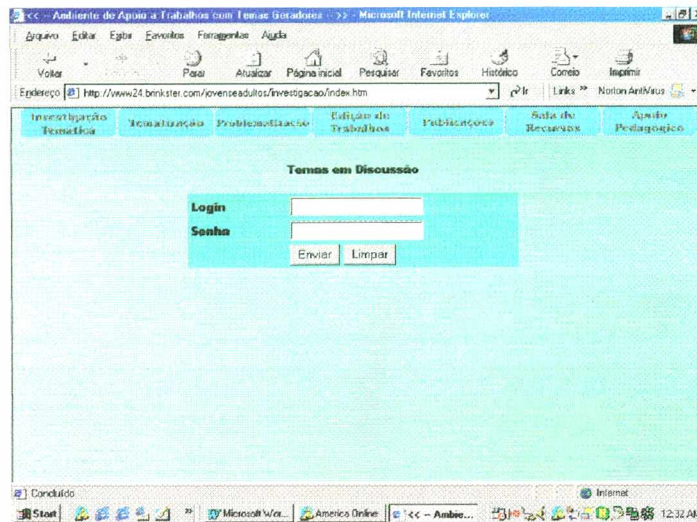 << -- Ambiente de Apoio a Trabalhos com Temas Geradores -- >> - Microsoft Internet Explorer
Arquivo Editar Exibir Favoritos Ferramentas Ajuda
Voltar Parar Atualizar Página inicial Pesquisar Favoritos Histórico Correio Imprimir
Endereço http://www24.brinkster.com/jovenseadultos/investigacao/index.htm Ir Links >> Norton AntiVirus
Investigação Tematica
Tematização
Problematização
Edição de Trabalhos
Publicações
Sala de Recursos
Apoio Pedagogico
Temas em Discussão
Login
Senha
Enviar Limpar
Concluído Internet
Start >> Microsoft Wor... America Online << -- Ambie... 12:32 AM